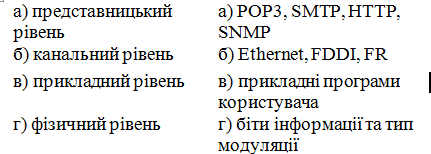 а) представницький рівень
б) канальний рівень
в) прикладний рівень
г) фізичний рівень
а) POP3, SMTP, HTTP, SNMP
б) Ethernet, FDDI, FR
в) прикладні програми користувача
г) біти інформації та тип модуляції